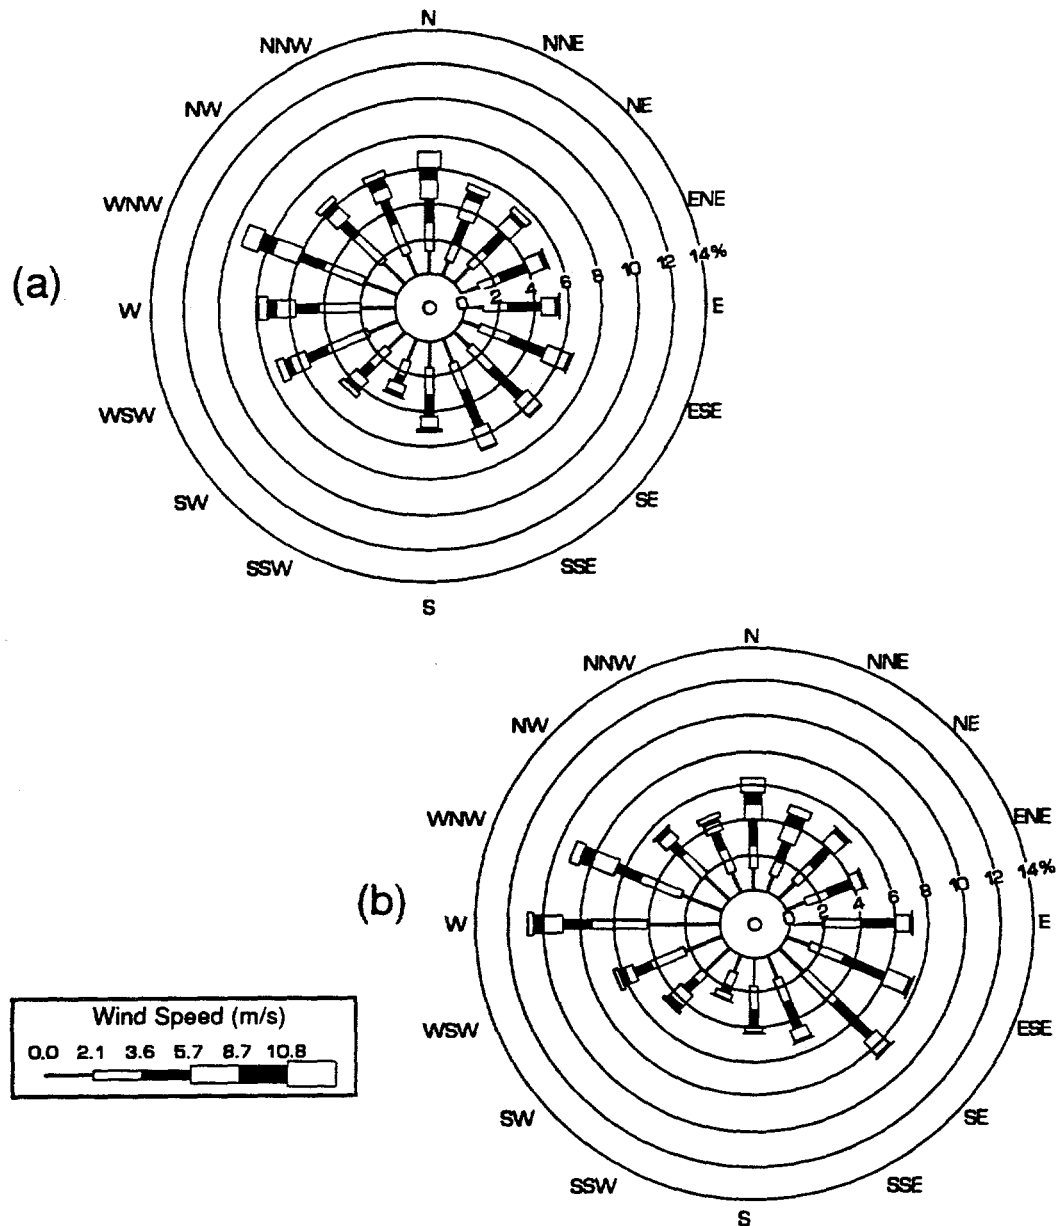 N
NNW NNE
NW NE
WNW ENE
(a)
0 2 4 6 8 10 12 14%
W E
WSW ESE
SW SE
SSW SSE
S
N
NNW NNE
NW NE
WNW ENE
(b)
0 2 4 6 8 10 12 14%
W E
WSW ESE
SW SE
SSW SSE
S
Wind Speed (m/s)
0.0 2.1 3.6 5.7 8.7 10.8